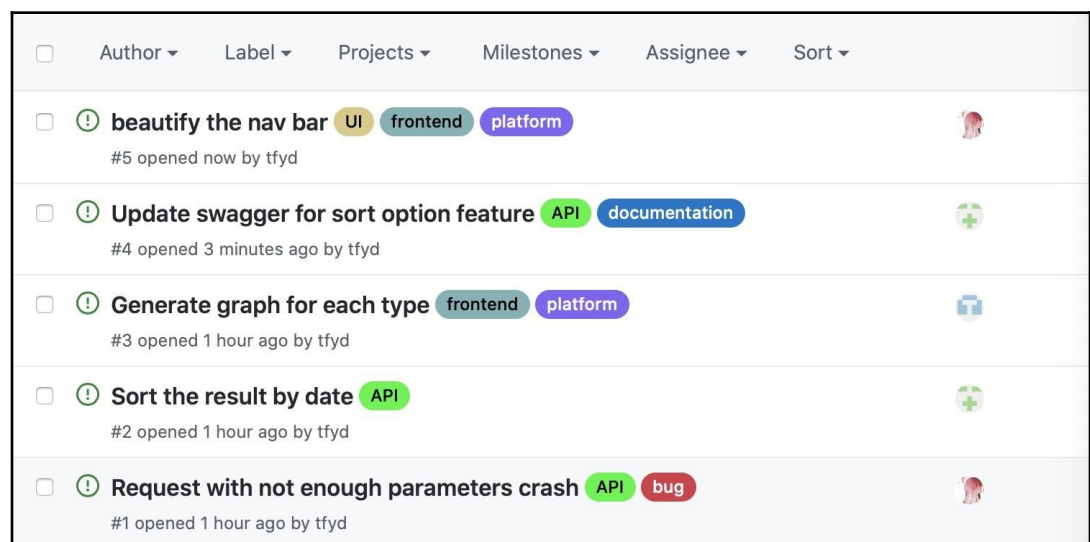 Author Label Projects Milestones Assignee Sort
beautify the nav bar UI frontend platform
#5 opened now by tfyd
Update swagger for sort option feature API documentation
#4 opened 3 minutes ago by tfyd
Generate graph for each type frontend platform
#3 opened 1 hour ago by tfyd
Sort the result by date API
#2 opened 1 hour ago by tfyd
Request with not enough parameters crash API bug
#1 opened 1 hour ago by tfyd